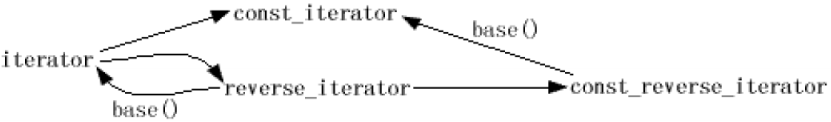 const_iterator
base()
iterator
reverse_iterator
const_reverse_iterator
base()